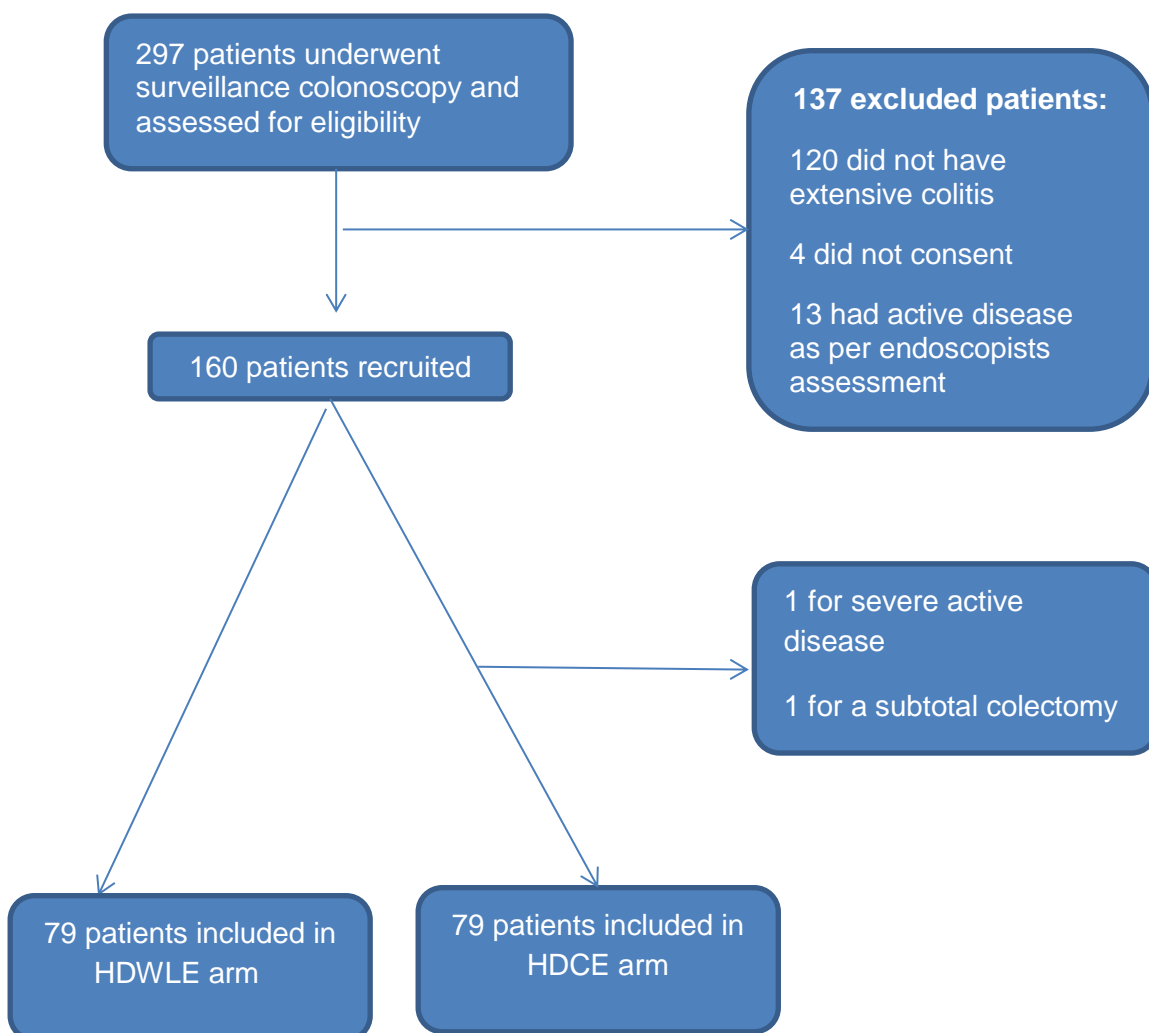 297 patients underwent
surveillance colonoscopy and
assessed for eligibility
137 excluded patients:
120 did not have
extensive colitis
4 did not consent
13 had active disease
as per endoscopists
assessment
160 patients recruited
1 for severe active
disease
1 for a subtotal colectomy
79 patients included in
HDWLE arm
79 patients included in
HDCE arm